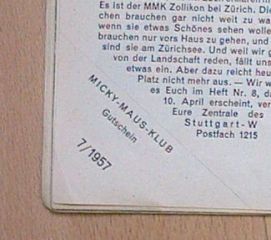 Es ist der MMK Zollikon bei Zürich. Die
chen brauchen gar nicht weit zu wa
wenn sie etwas Schönes sehen wolle
brauchen nur vors Haus zu gehen, und
sind sie am Zürichsee. Und weil wir g
von der Landschaft reden, fällt uns
etwas ein. Aber dazu reicht heu
Platz nicht mehr aus. — Wir w
es Euch im Heft Nr. 8, da
10. April erscheint, ver
Eure Zentrale des
Stuttgart-W
Postfach 1215
MICKY-MAUS-KLUB
Gutschein
7/1957